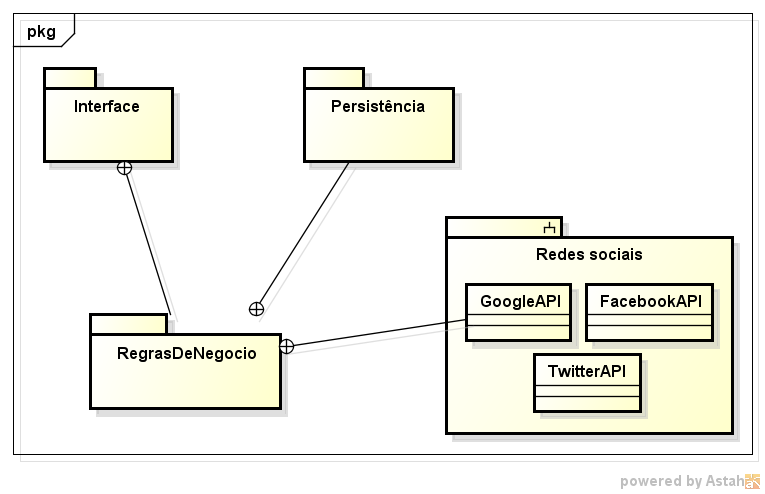 pkg
Interface
Persistência
Redes sociais
GoogleAPI
FacebookAPI
TwitterAPI
RegrasDeNegocio
powered by Astah